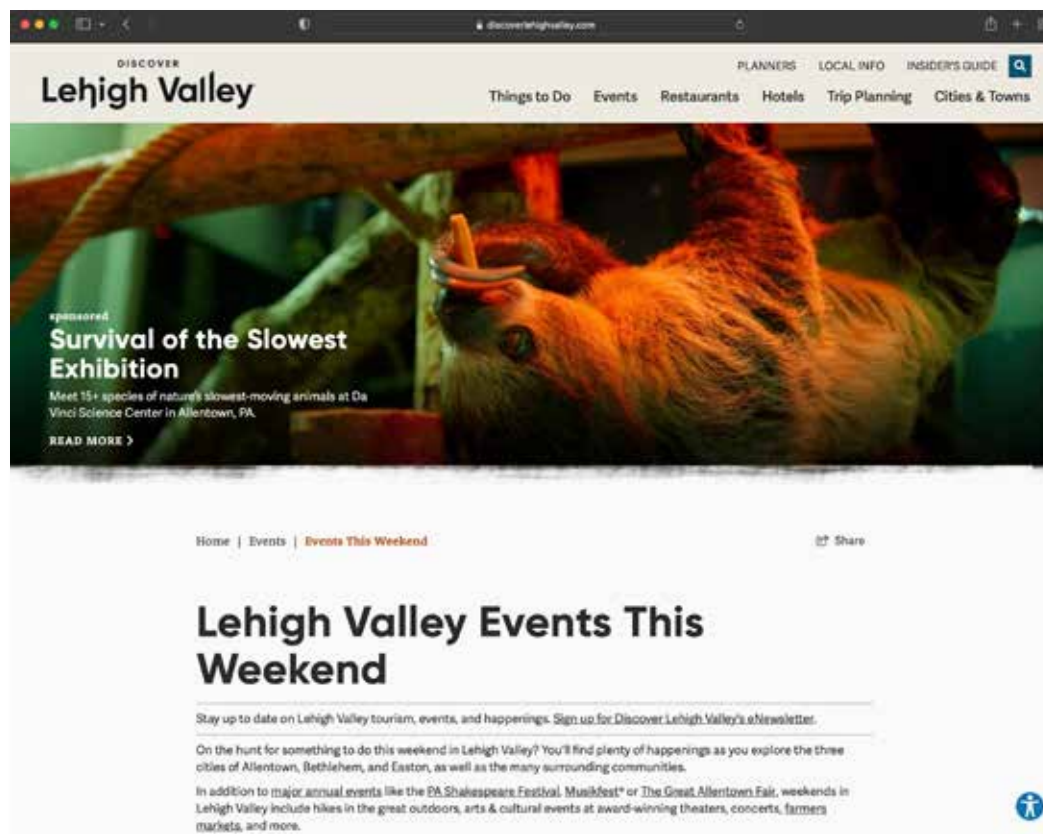 discoverlehighvalley.com
DISCOVER
Lehigh Valley
PLANNERS LOCAL INFO INSIDER'S GUIDE
Things to Do Events Restaurants Hotels Trip Planning Cities & Towns
sponsored
Survival of the Slowest
Exhibition
Meet 15+ species of nature's slowest-moving animals at Da
Vinci Science Center in Allentown, PA.
READ MORE >
Home | Events | Events This Weekend
Share
Lehigh Valley Events This
Weekend
Stay up to date on Lehigh Valley tourism, events, and happenings. Sign up for Discover Lehigh Valley's eNewsletter.
On the hunt for something to do this weekend in Lehigh Valley? You'll find plenty of happenings as you explore the three
cities of Allentown, Bethlehem, and Easton, as well as the many surrounding communities.
In addition to major annual events like the PA Shakespeare Festival, Musikfest® or The Great Allentown Fair, weekends in
Lehigh Valley include hikes in the great outdoors, arts & cultural events at award-winning theaters, concerts, farmers
markets, and more.